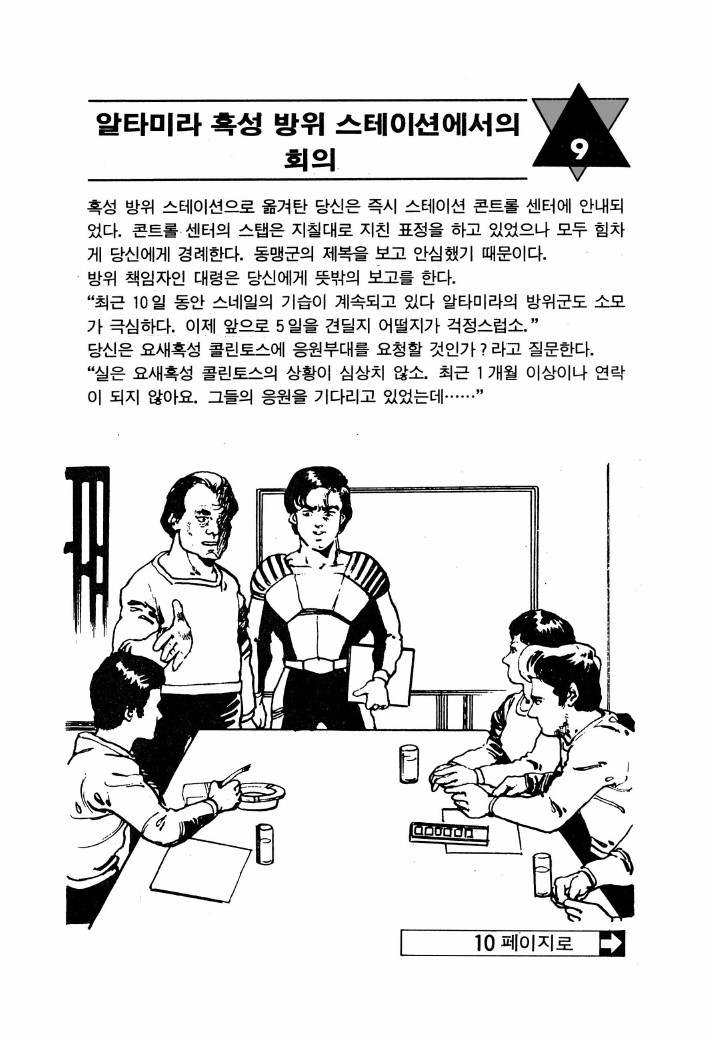 알타미라 혹성 방위 스테이션에서의
회의
9
혹성 방위 스테이션으로 옮겨탄 당신은 즉시 스테이션 콘트롤 센터에 안내되
었다. 콘트롤 센터의 스탭은 지칠대로 지친 표정을 하고 있었으나 모두 힘차
게 당신에게 경례한다. 동맹군의 제복을 보고 안심했기 때문이다.
방위 책임자인 대령은 당신에게 뜻밖의 보고를 한다.
“최근 10일 동안 스네일의 기습이 계속되고 있다 알타미라의 방위군도 소모
가 극심하다. 이제 앞으로 5일을 견딜지 어떨지가 걱정스럽소.”
당신은 요새혹성 콜린토스에 응원부대를 요청할 것인가? 라고 질문한다.
“실은 요새혹성 콜린토스의 상황이 심상치 않소. 최근 1개월 이상이나 연락
이 되지 않아요. 그들의 응원을 기다리고 있었는데……”
10 페이지로